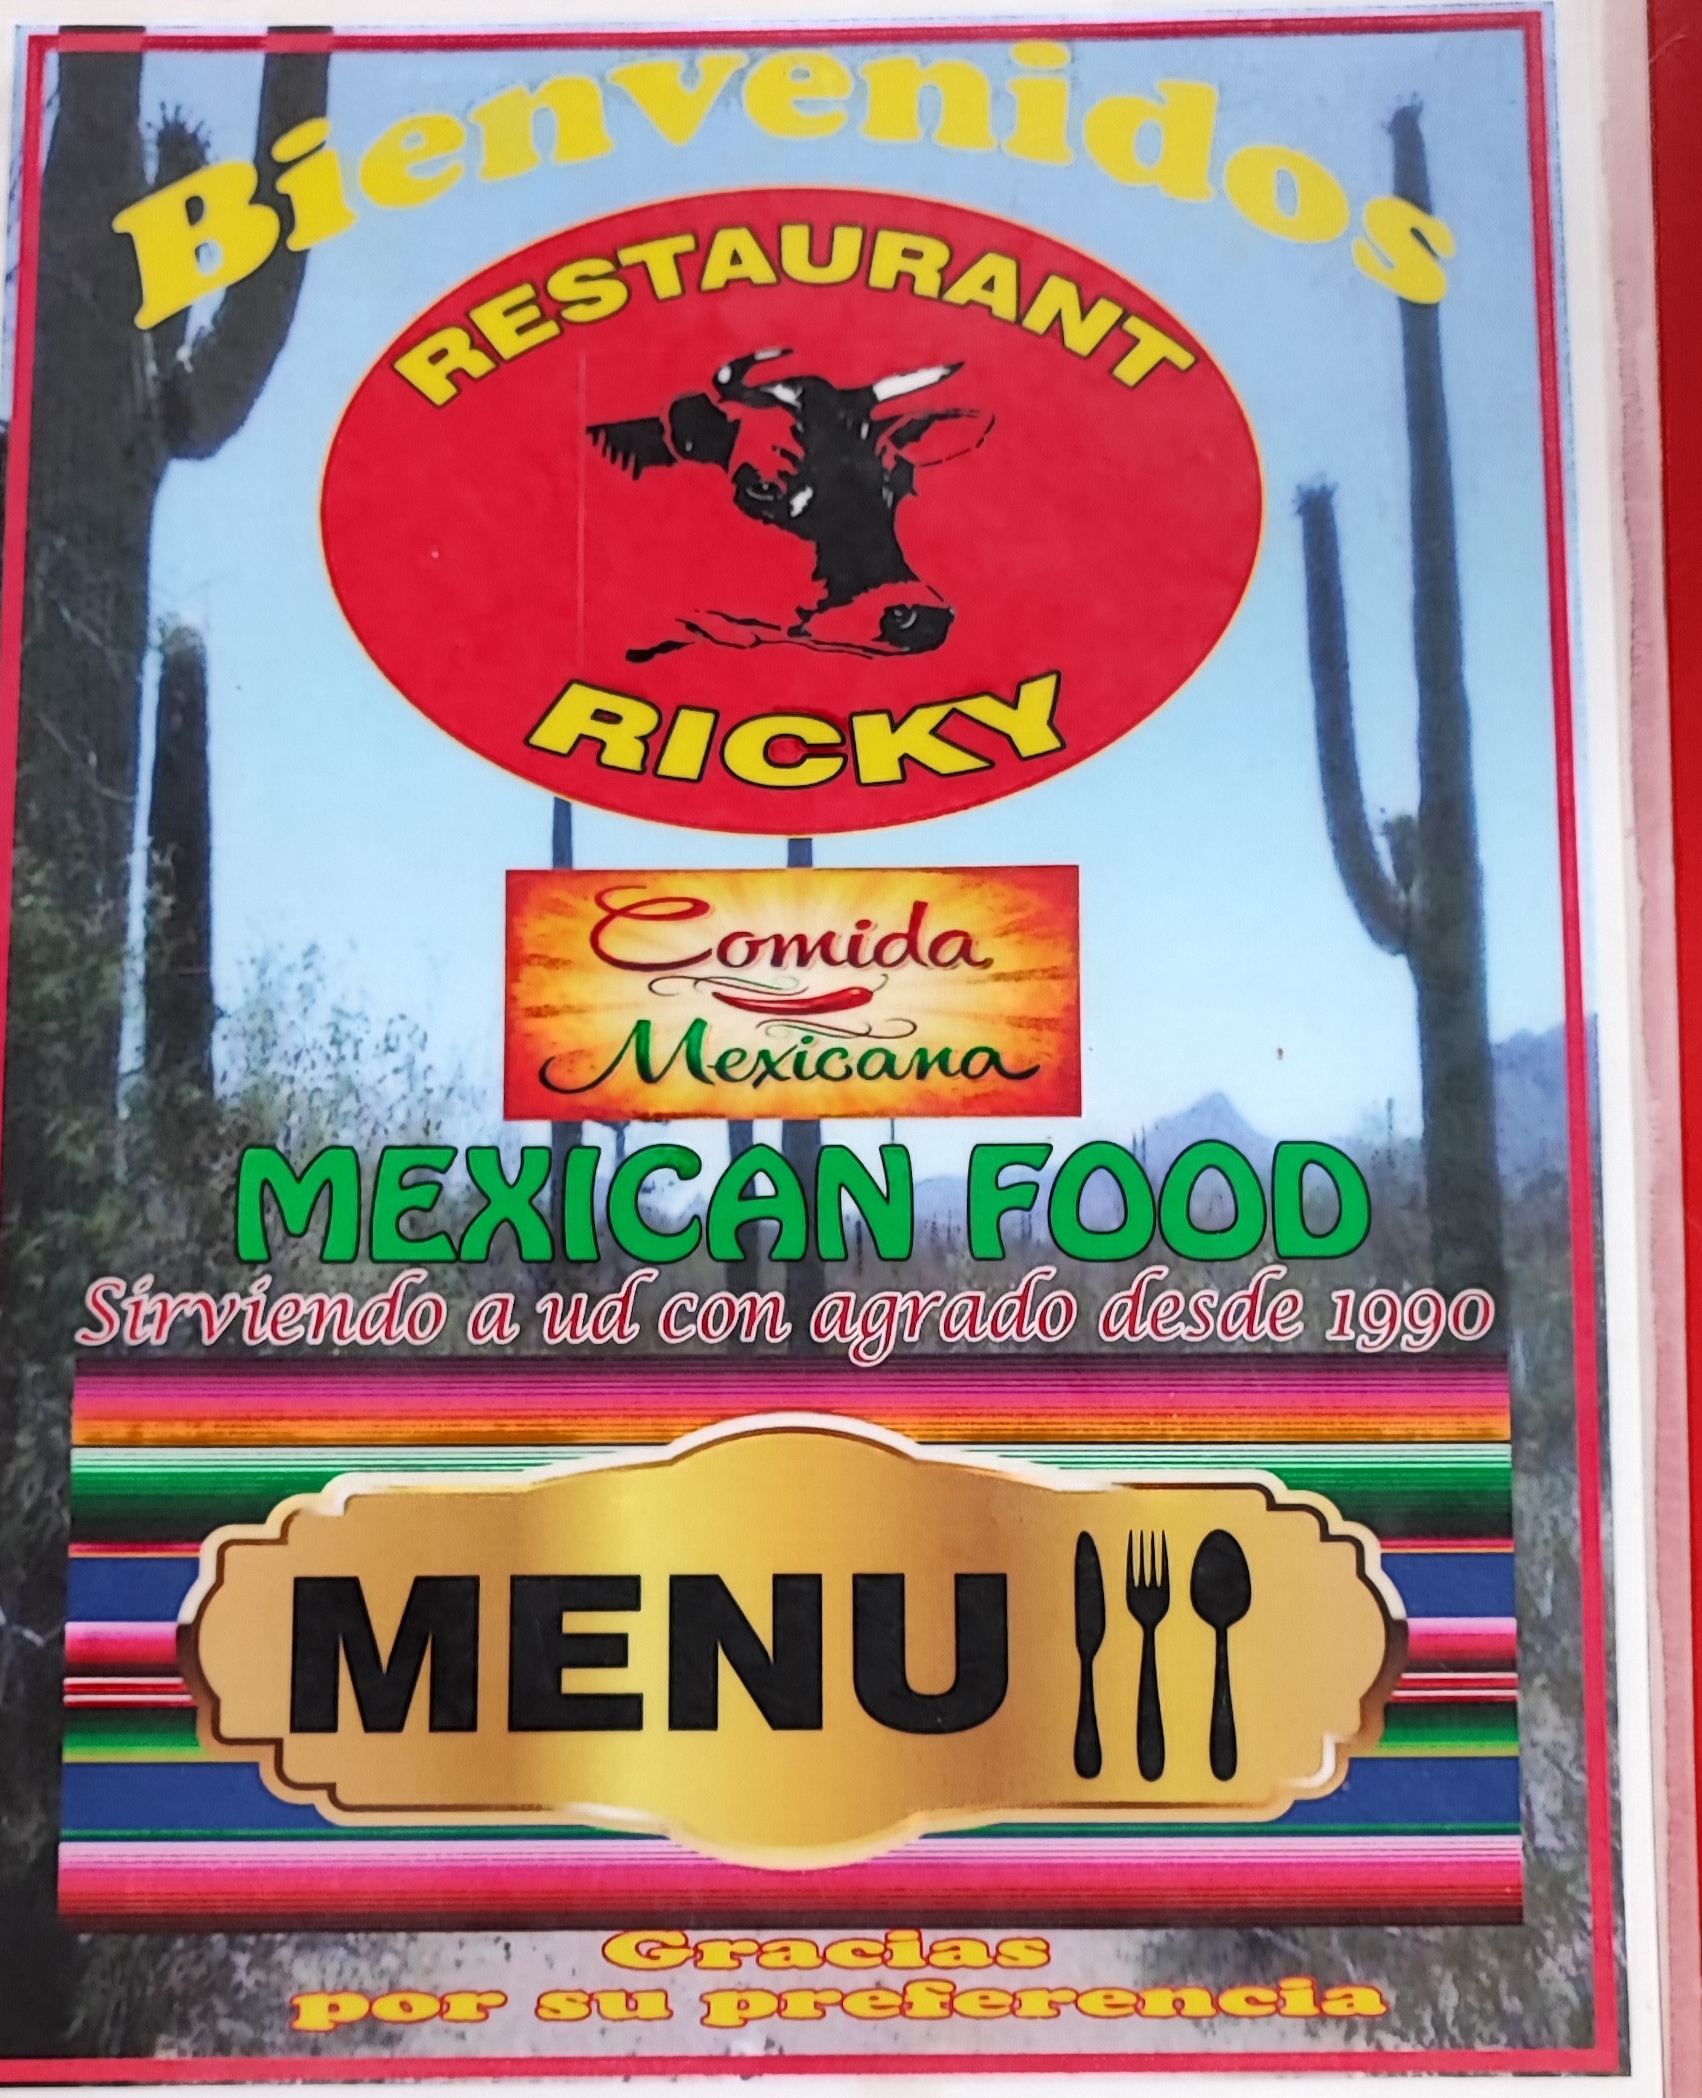 Bienvenidos
RESTAURANT
RICKY
Comida
Mexicana
MEXICAN FOOD
Sirviendo a ud con agrado desde 1990
MENU
Gracias
por su preferencia